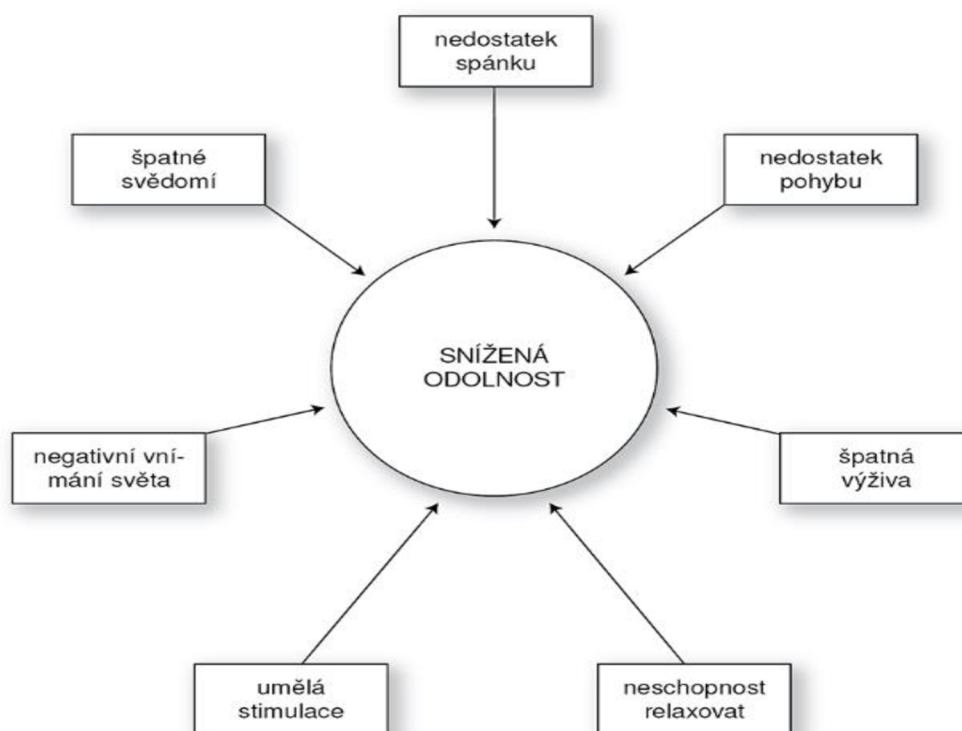 nedostatek
spánku
špatné
svědomí
nedostatek
pohybu
SNÍŽENÁ
ODOLNOST
negativní vní-
mání světa
špatná
výživa
umělá
stimulace
neschopnost
relaxovat